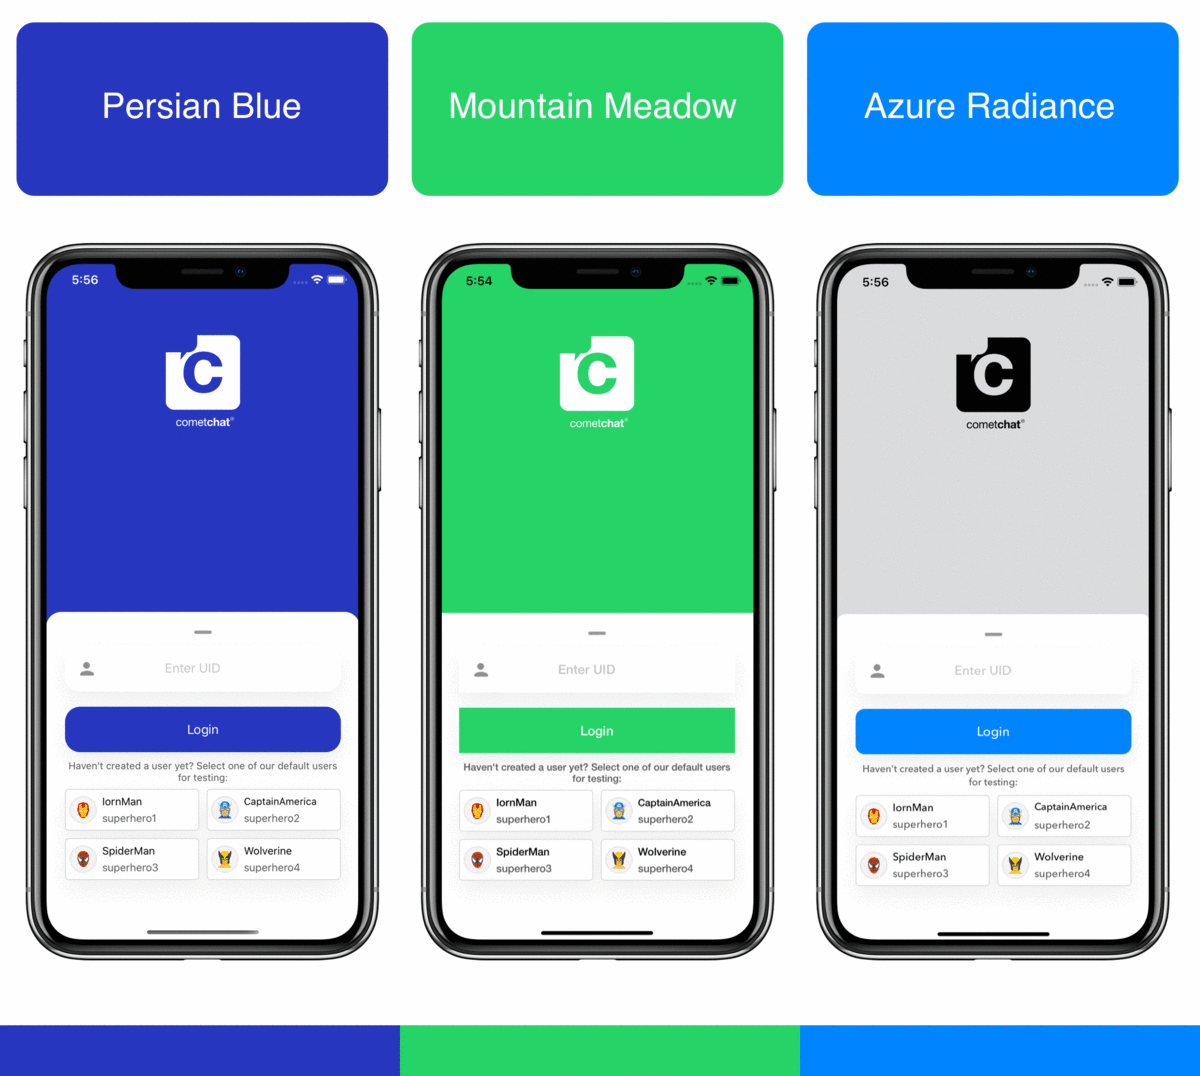 Persian Blue
Mountain Meadow
Azure Radiance
5:56
C
cometchat®
Enter UID
Login
Haven't created a user yet? Select one of our default users
for testing:
IornMan
superhero1
CaptainAmerica
superhero2
SpiderMan
superhero3
Wolverine
superhero4
5:54
C
cometchat®
Enter UID
Login
Haven't created a user yet? Select one of our default users
for testing:
IornMan
superhero1
CaptainAmerica
superhero2
SpiderMan
superhero3
Wolverine
superhero4
5:56
C
cometchat®
Enter UID
Login
Haven't created a user yet? Select one of our default users
for testing:
IornMan
superhero1
CaptainAmerica
superhero2
SpiderMan
superhero3
Wolverine
superhero4